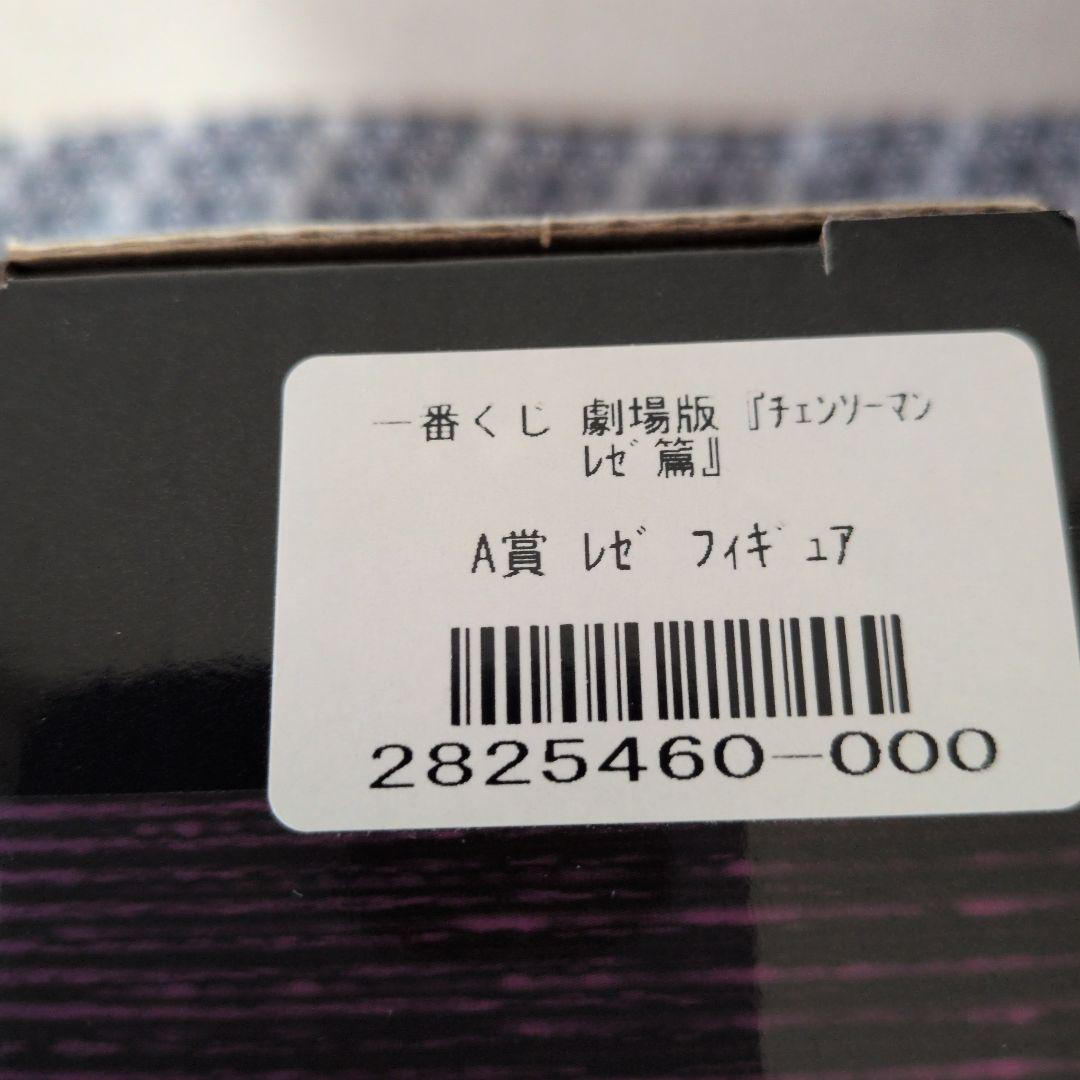 一番くじ 劇場版『ﾁｪﾝｿｰﾏﾝ
ﾚｾﾞ篇』
A賞 ﾚｾﾞ ﾌｨｷﾞｭｱ
2825460-000